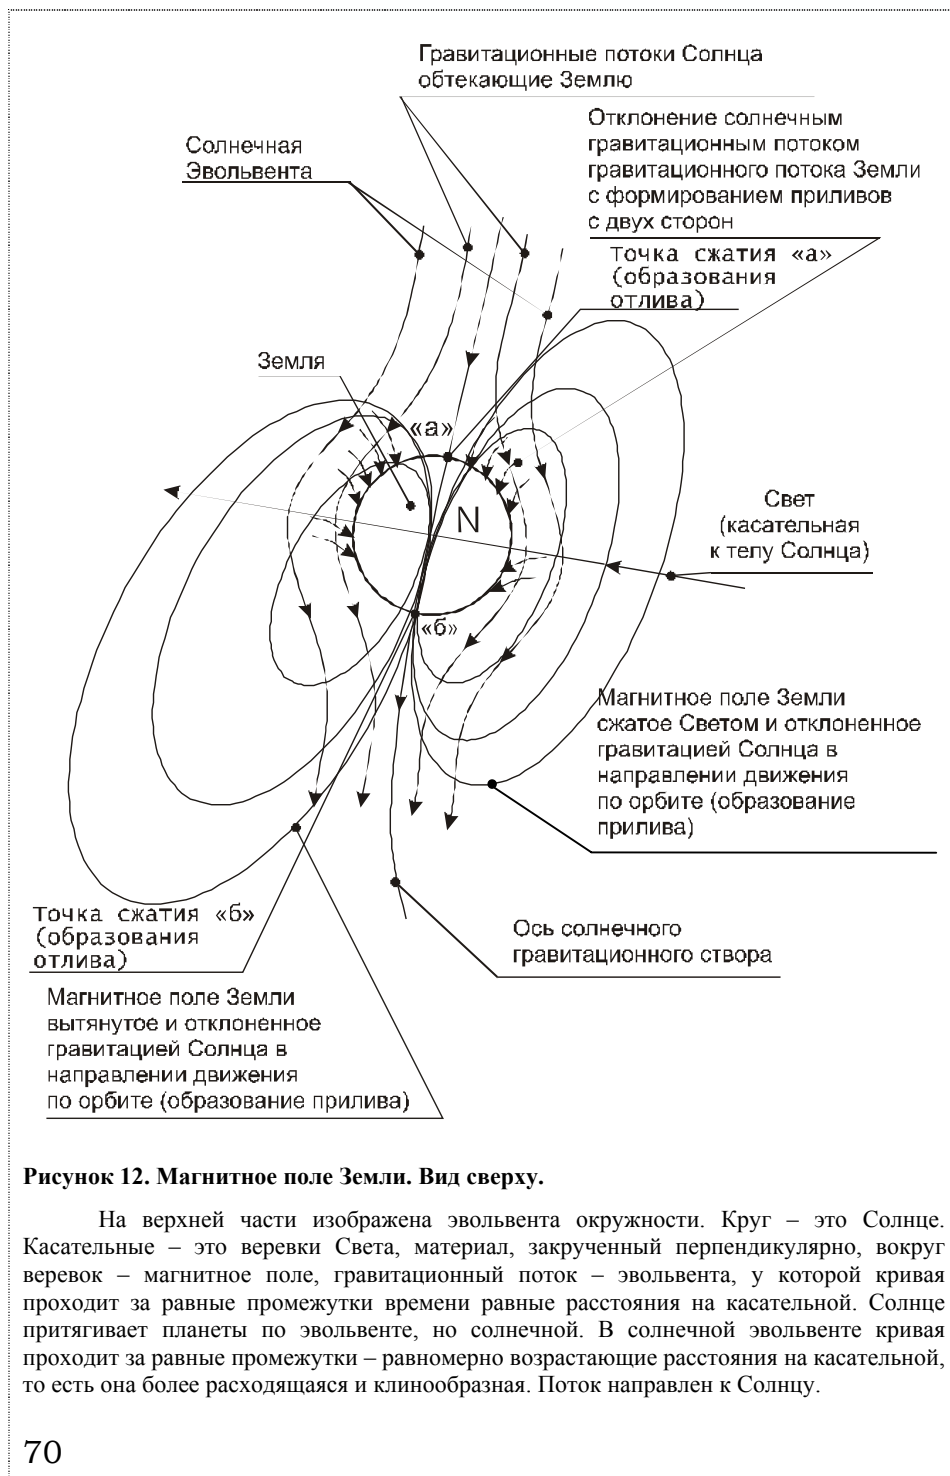 Гравитационные потоки Солнца
обтекающие Землю
Отклонение солнечным
гравитационным потоком
гравитационного потока Земли
с формированием приливов
с двух сторон
Солнечная
Эвольвента
Точка сжатия «а»
(образования
отлива)
Земля
«а»
N
Свет
(касательная
к телу Солнца)
«б»
Магнитное поле Земли
сжатое Светом и отклоненное
гравитацией Солнца в
направлении движения
по орбите (образование
прилива)
Точка сжатия «б»
(образования
отлива)
Ось солнечного
гравитационного створа
Магнитное поле Земли
вытянутое и отклоненное
гравитацией Солнца в
направлении движения
по орбите (образование прилива)
Рисунок 12. Магнитное поле Земли. Вид сверху.
На верхней части изображена эвольвента окружности. Круг – это Солнце.
Касательные – это веревки Света, материал, закрученный перпендикулярно, вокруг
веревок – магнитное поле, гравитационный поток – эвольвента, у которой кривая
проходит за равные промежутки времени равные расстояния на касательной. Солнце
притягивает планеты по эвольвенте, но солнечной. В солнечной эвольвенте кривая
проходит за равные промежутки – равномерно возрастающие расстояния на касательной,
то есть она более расходящаяся и клинообразная. Поток направлен к Солнцу.
70